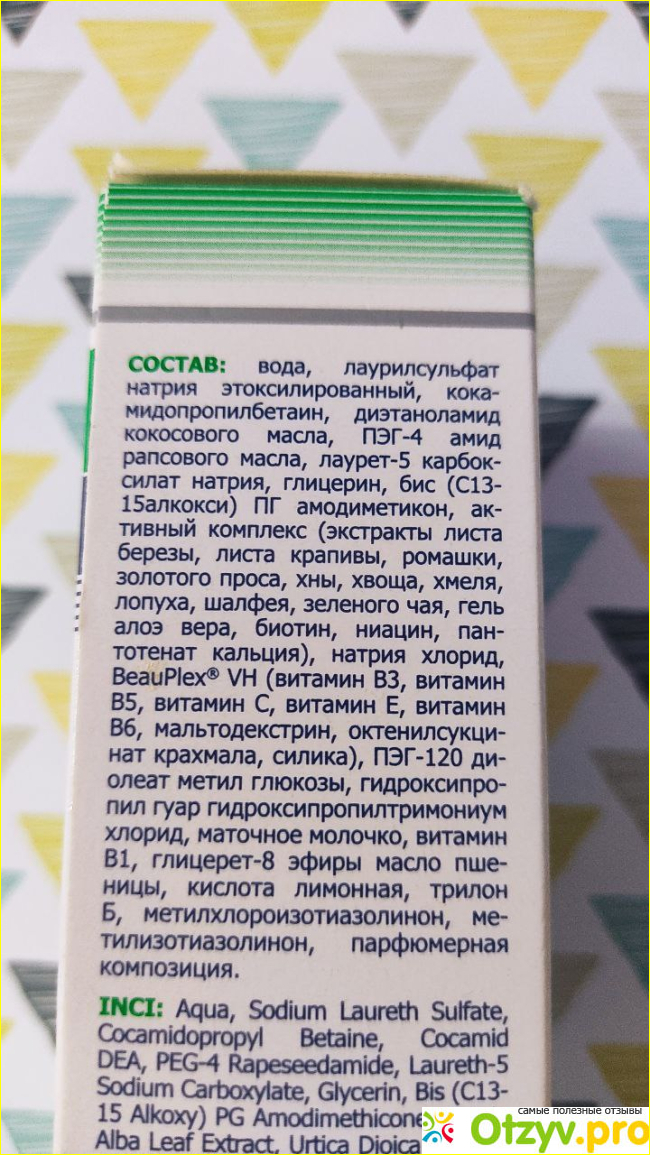 СОСТАВ: вода, лаурилсульфат
натрия этоксилированный, кока-
мидопропилбетаин, диэтаноламид
кокосового масла, ПЭГ-4 амид
рапсового масла, лаурет-5 карбок-
силат натрия, глицерин, бис (С13-
15алкокси) ПГ амодиметикон, ак-
тивный комплекс (экстракты листа
березы, листа крапивы, ромашки,
золотого проса, хны, хвоща, хмеля,
лопуха, шалфея, зеленого чая, гель
алоэ вера, биотин, ниацин, пан-
тотенат кальция), натрия хлорид,
BeauPlex® VH (витамин В3, витамин
В5, витамин С, витамин Е, витамин
В6, мальтодекстрин, октенилсукци-
нат крахмала, силика), ПЭГ-120 ди-
олеат метил глюкозы, гидроксипро-
пил гуар гидроксипропилтримониум
хлорид, маточное молочко, витамин
В1, глицерет-8 эфиры масло пше-
ницы, кислота лимонная, трилон
Б, метилхлороизотиазолинон, ме-
тилизотиазолинон, парфюмерная
композиция.
INCI: Aqua, Sodium Laureth Sulfate,
Cocamidopropyl Betaine, Cocamid
DEA, PEG-4 Rapeseedamide, Laureth-5
Sodium Carboxylate, Glycerin, Bis (C13-
15 Alkoxy) PG Amodimethicone
Alba Leaf Extract, Urtica Dioica
самые полезные отзывы
Otzyv.pro